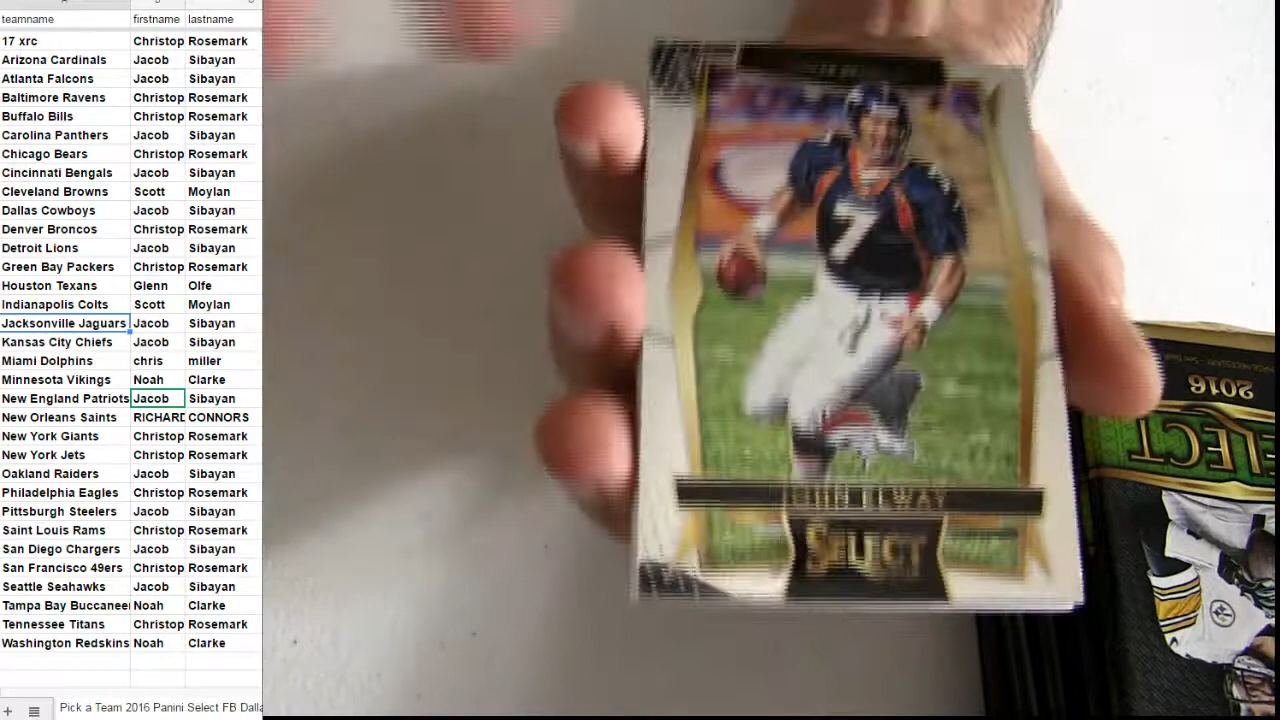 teamname firstname lastname
17 xrc Christop Rosemark
Arizona Cardinals Jacob Sibayan
Atlanta Falcons Jacob Sibayan
Baltimore Ravens Christop Rosemark
Buffalo Bills Christop Rosemark
Carolina Panthers Jacob Sibayan
Chicago Bears Christop Rosemark
Cincinnati Bengals Jacob Sibayan
Cleveland Browns Scott Moylan
Dallas Cowboys Jacob Sibayan
Denver Broncos Christop Rosemark
Detroit Lions Jacob Sibayan
Green Bay Packers Christop Rosemark
Houston Texans Glenn Olfe
Indianapolis Colts Scott Moylan
Jacksonville Jaguars Jacob Sibayan
Kansas City Chiefs Jacob Sibayan
Miami Dolphins chris miller
Minnesota Vikings Noah Clarke
New England Patriots Jacob Sibayan
New Orleans Saints RICHARD CONNORS
New York Giants Christop Rosemark
New York Jets Christop Rosemark
Oakland Raiders Jacob Sibayan
Philadelphia Eagles Christop Rosemark
Pittsburgh Steelers Jacob Sibayan
Saint Louis Rams Christop Rosemark
San Diego Chargers Jacob Sibayan
San Francisco 49ers Christop Rosemark
Seattle Seahawks Jacob Sibayan
Tampa Bay Buccaneer Noah Clarke
Tennessee Titans Christop Rosemark
Washington Redskins Noah Clarke
Pick a Team 2016 Panini Select FB Dalla
7
JOHN ELWAY
SELECT
2016
ELECT